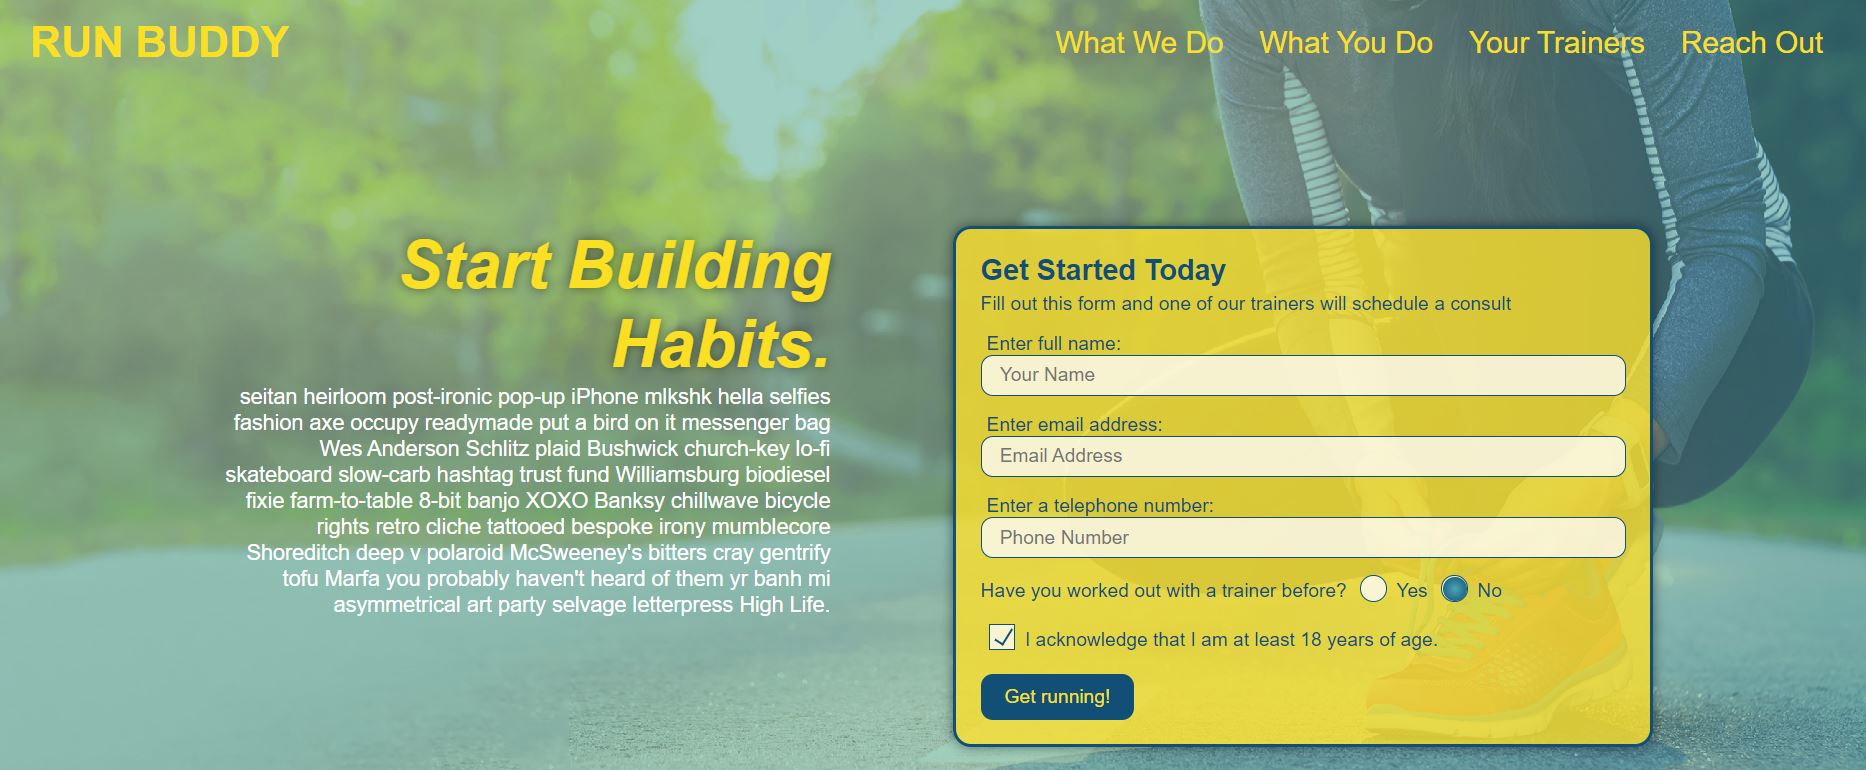 RUN BUDDY
What We Do What You Do Your Trainers Reach Out
Start Building
Habits.
seitan heirloom post-ironic pop-up iPhone mlkshk hella selfies
fashion axe occupy readymade put a bird on it messenger bag
Wes Anderson Schlitz plaid Bushwick church-key lo-fi
skateboard slow-carb hashtag trust fund Williamsburg biodiesel
fixie farm-to-table 8-bit banjo XOXO Banksy chillwave bicycle
rights retro cliche tattooed bespoke irony mumblecore
Shoreditch deep v polaroid McSweeney's bitters cray gentrify
tofu Marfa you probably haven't heard of them yr banh mi
asymmetrical art party selvage letterpress High Life.
Get Started Today
Fill out this form and one of our trainers will schedule a consult
Enter full name:
Your Name
Enter email address:
Email Address
Enter a telephone number:
Phone Number
Have you worked out with a trainer before? Yes No
I acknowledge that I am at least 18 years of age.
Get running!